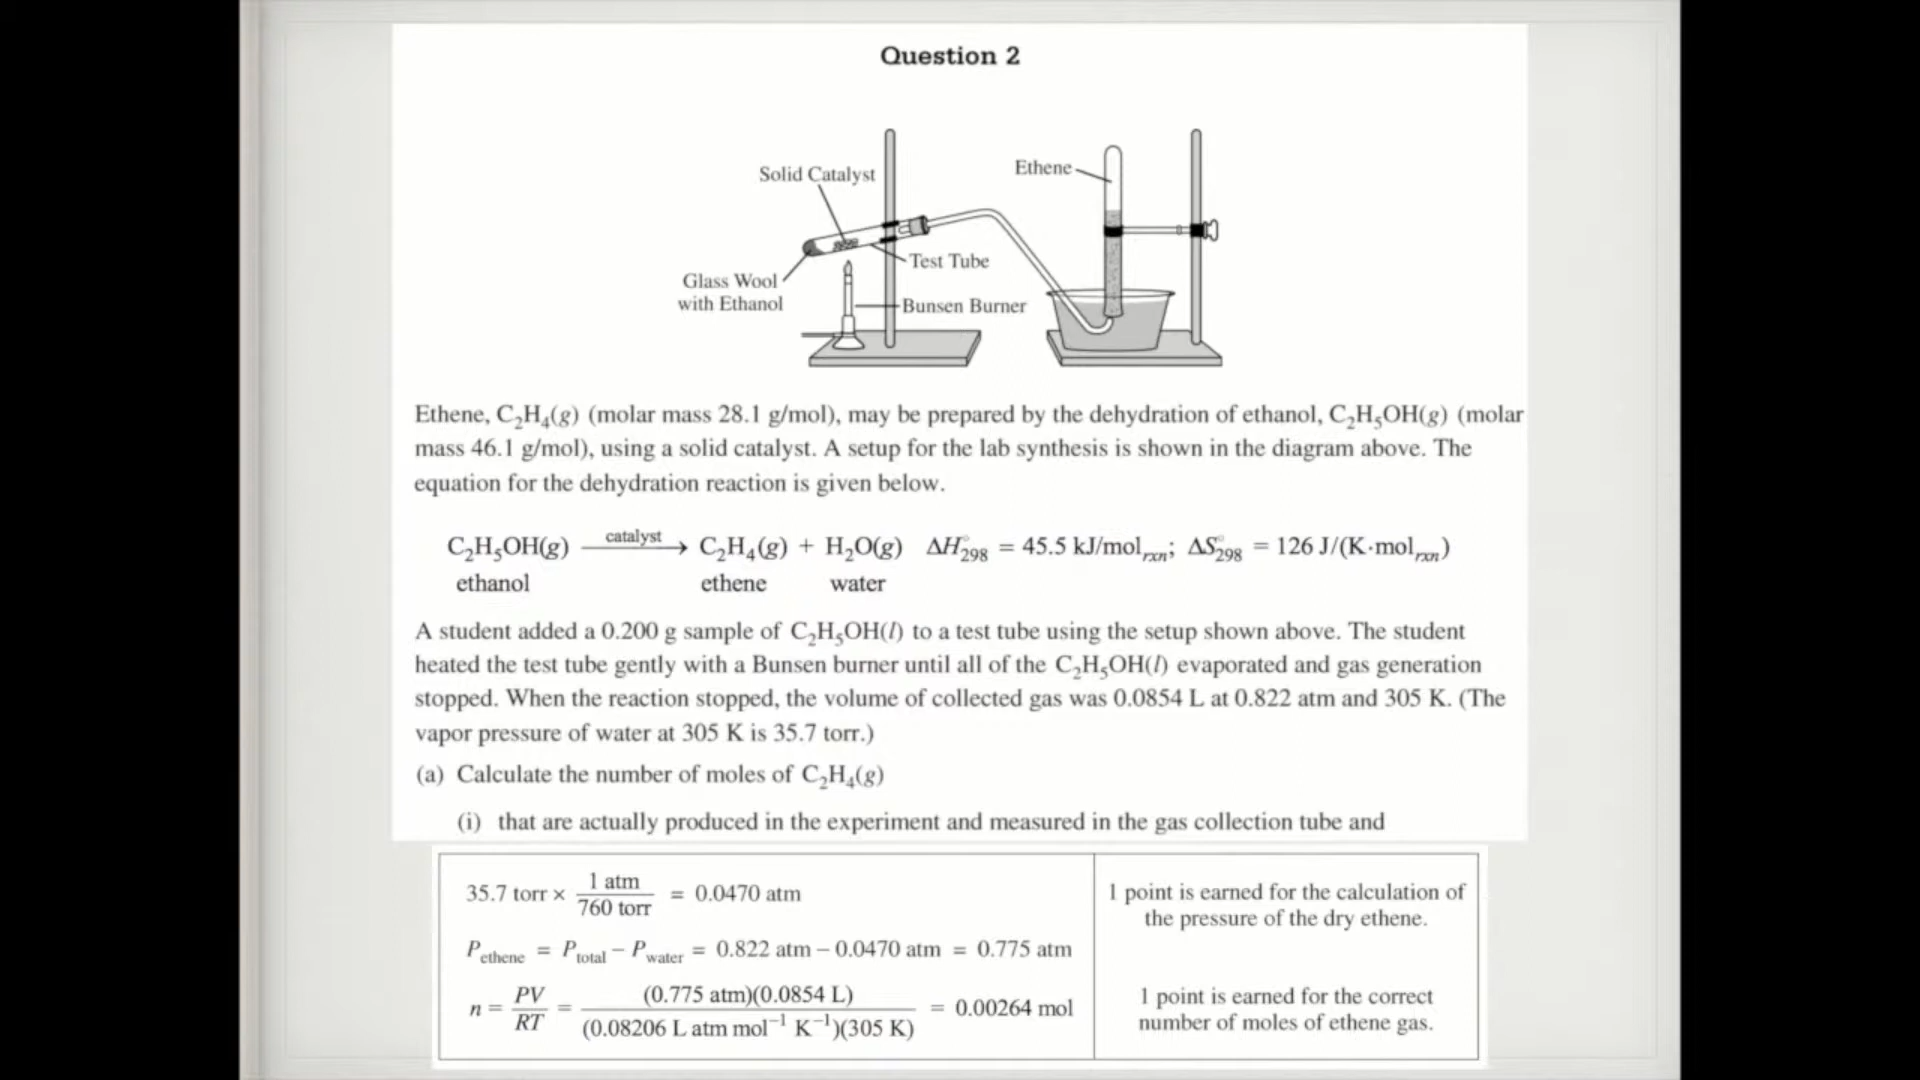 Question 2
Solid Catalyst
Ethene
Test Tube
Glass Wool
with Ethanol
Bunsen Burner
Ethene, C₂H₄(g) (molar mass 28.1 g/mol), may be prepared by the dehydration of ethanol, C₂H₅OH(g) (molar
mass 46.1 g/mol), using a solid catalyst. A setup for the lab synthesis is shown in the diagram above. The
equation for the dehydration reaction is given below.
C₂H₅OH(g) catalyst⟶ C₂H₄(g) + H₂O(g) ΔH°₂₉₈ = 45.5 kJ/mol_rxn; ΔS°₂₉₈ = 126 J/(K·mol_rxn)
ethanol ethene water
A student added a 0.200 g sample of C₂H₅OH(l) to a test tube using the setup shown above. The student
heated the test tube gently with a Bunsen burner until all of the C₂H₅OH(l) evaporated and gas generation
stopped. When the reaction stopped, the volume of collected gas was 0.0854 L at 0.822 atm and 305 K. (The
vapor pressure of water at 305 K is 35.7 torr.)
(a) Calculate the number of moles of C₂H₄(g)
(i) that are actually produced in the experiment and measured in the gas collection tube and
35.7 torr × 1 atm / 760 torr = 0.0470 atm
P_ethene = P_total − P_water = 0.822 atm − 0.0470 atm = 0.775 atm
n = PV / RT = (0.775 atm)(0.0854 L) / (0.08206 L atm mol⁻¹ K⁻¹)(305 K) = 0.00264 mol
1 point is earned for the calculation of
the pressure of the dry ethene.
1 point is earned for the correct
number of moles of ethene gas.